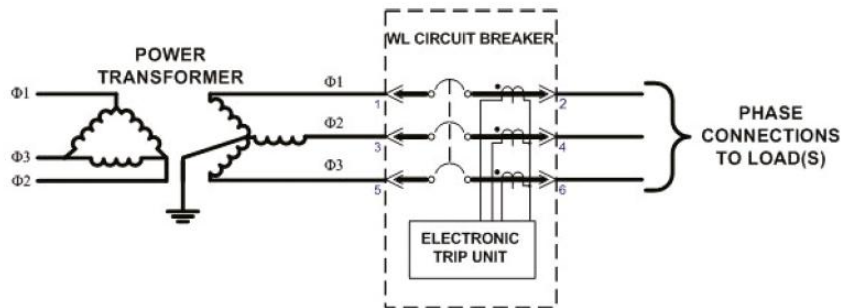 WL CIRCUIT BREAKER
POWER
TRANSFORMER
Φ1
Φ3
Φ2
Φ1
Φ2
Φ3
1
2
3
4
5
6
PHASE
CONNECTIONS
TO LOAD(S)
ELECTRONIC
TRIP UNIT